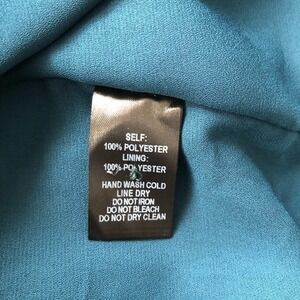 SELF:
100% POLYESTER
LINING:
100% POLYESTER
HAND WASH COLD
LINE DRY
DO NOT IRON
DO NOT BLEACH
DO NOT DRY CLEAN